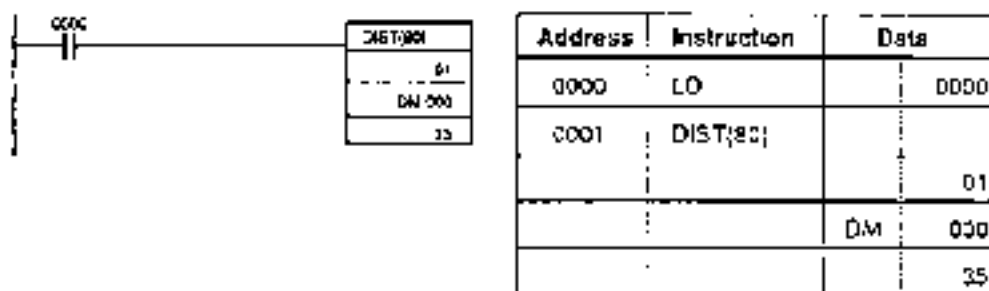 0000
DIST(80)
01
DM 000
35
Address Instruction Data
0000 LD 0000
0001 DIST(80)
01
DM 000
35